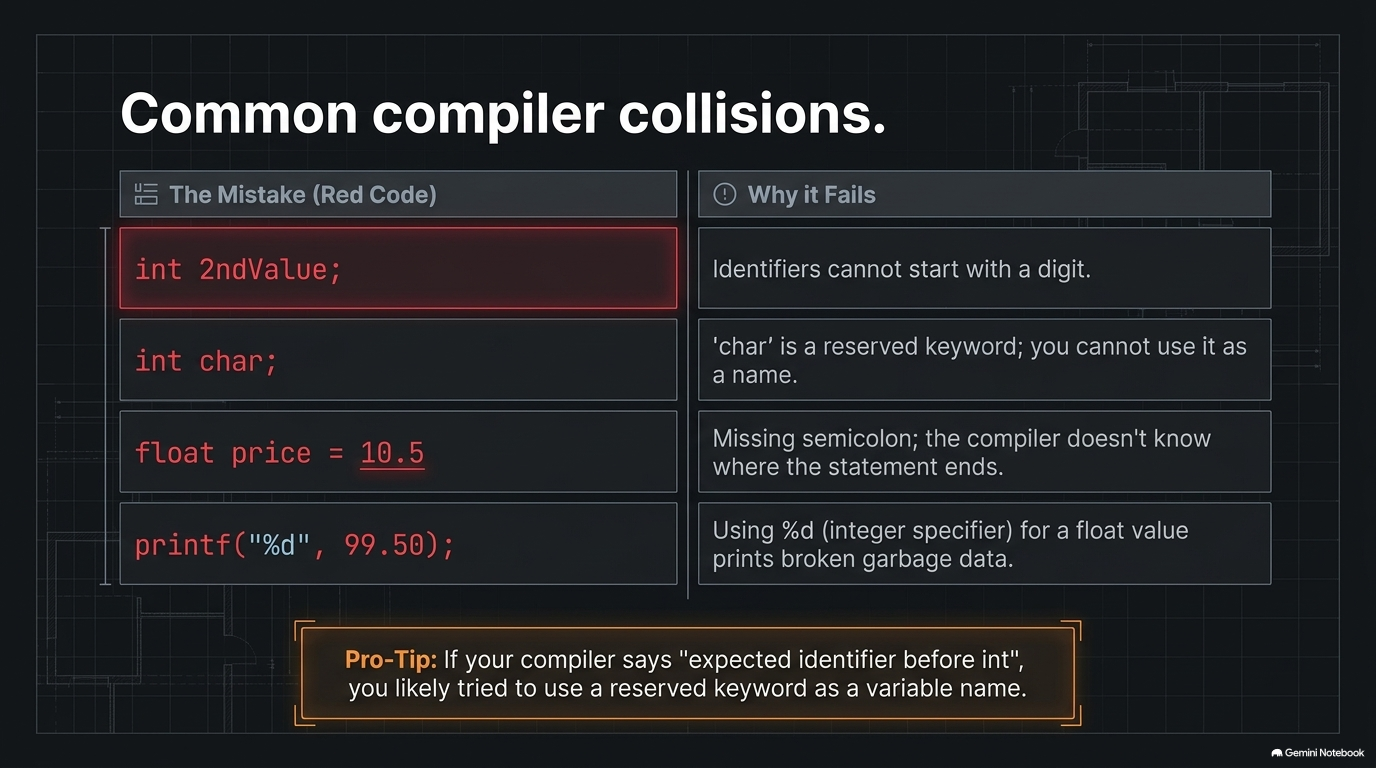 Common compiler collisions.
The Mistake (Red Code)
Why it Fails
int 2ndValue;
Identifiers cannot start with a digit.
int char;
'char’ is a reserved keyword; you cannot use it as
a name.
float price = 10.5
Missing semicolon; the compiler doesn't know
where the statement ends.
printf("%d", 99.50);
Using %d (integer specifier) for a float value
prints broken garbage data.
Pro-Tip: If your compiler says "expected identifier before int",
you likely tried to use a reserved keyword as a variable name.
Gemini Notebook